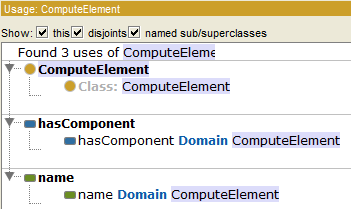 Usage: ComputeElement
Show: this disjoints named sub/superclasses
Found 3 uses of ComputeEleme
ComputeElement
Class: ComputeElement
hasComponent
hasComponent Domain ComputeElement
name
name Domain ComputeElement